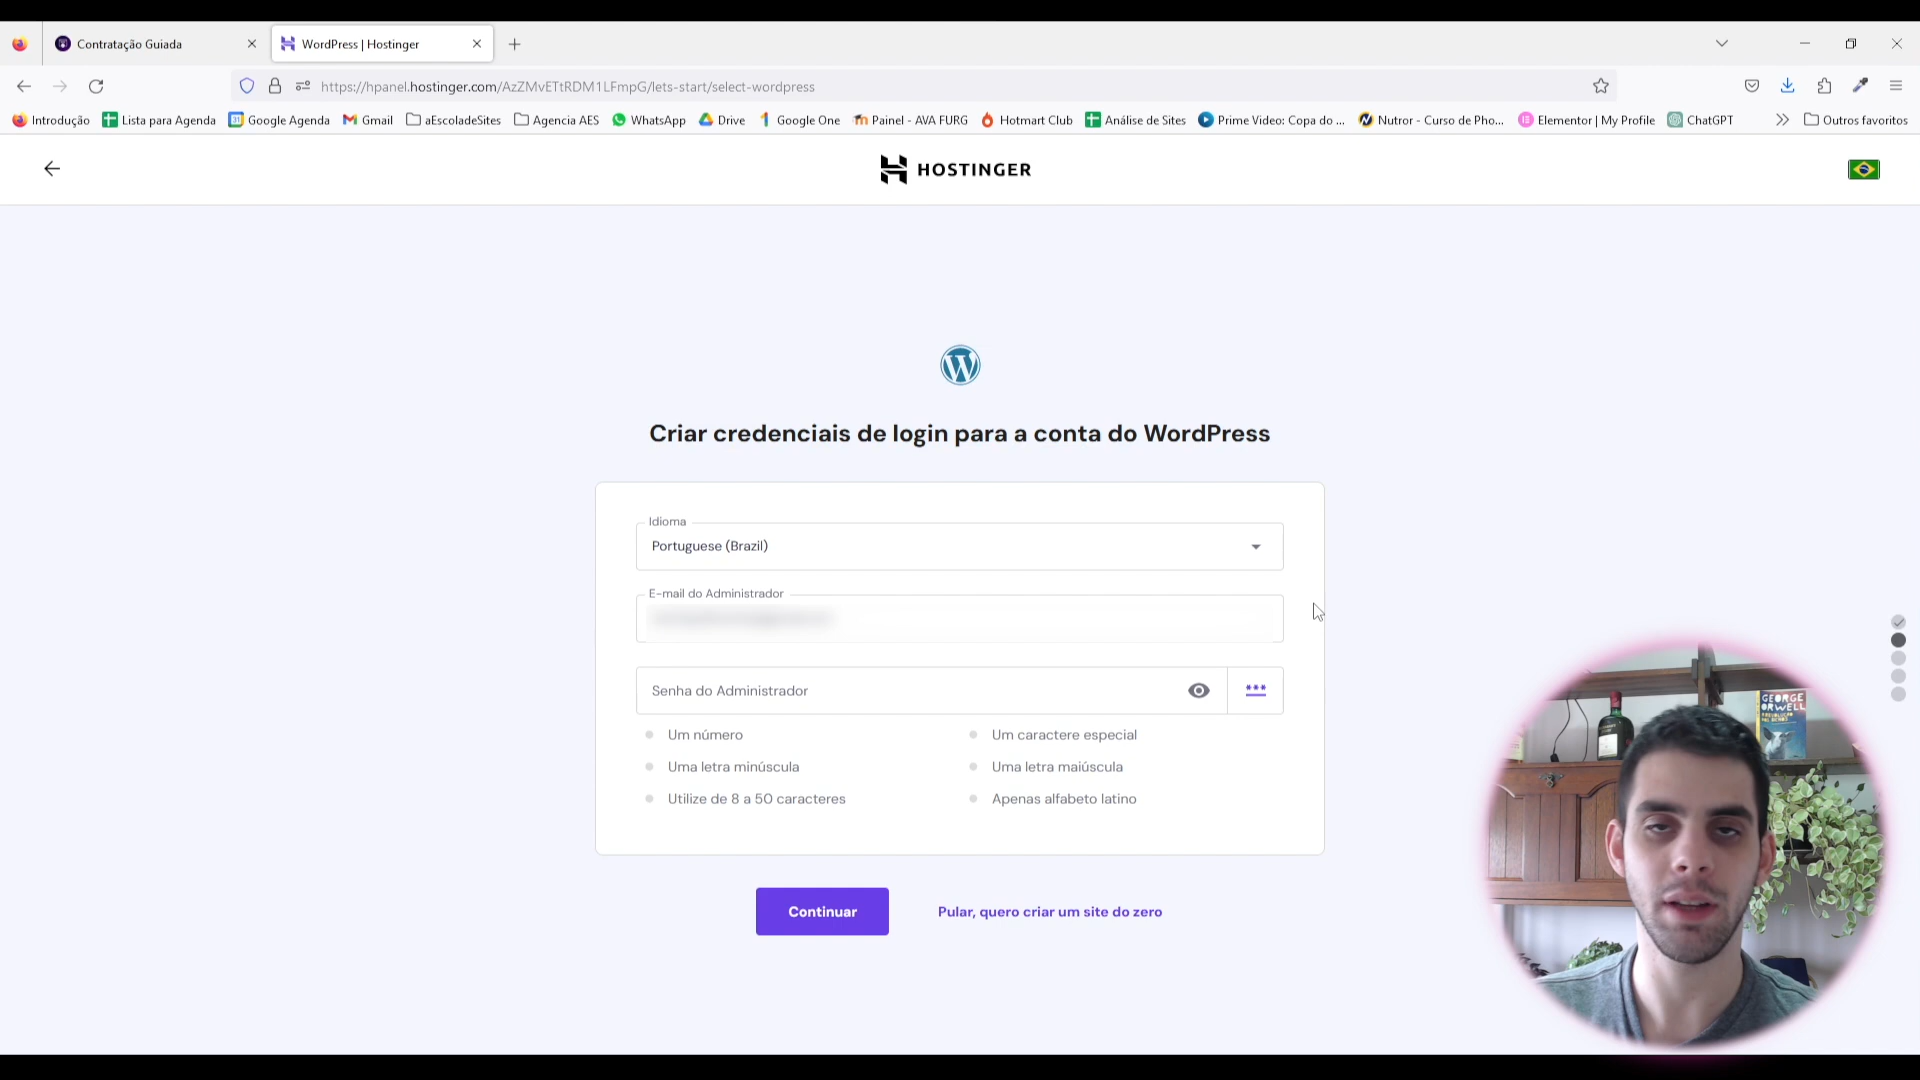 Contratação Guiada
WordPress | Hostinger
https://hpanel.hostinger.com/AzZMvETtRDM1LFmpG/lets-start/select-wordpress
Introdução Lista para Agenda Google Agenda Gmail aEscoladeSites Agencia AES WhatsApp Drive Google One Painel - AVA FURG Hotmart Club Análise de Sites Prime Video: Copa do ... Nutror - Curso de Pho... Elementor | My Profile ChatGPT Outros favoritos
HOSTINGER
Criar credenciais de login para a conta do WordPress
Idioma
Portuguese (Brazil)
E-mail do Administrador
Senha do Administrador
Um número
Um caractere especial
Uma letra minúscula
Uma letra maiúscula
Utilize de 8 a 50 caracteres
Apenas alfabeto latino
Continuar
Pular, quero criar um site do zero
GEORGE
ORWELL